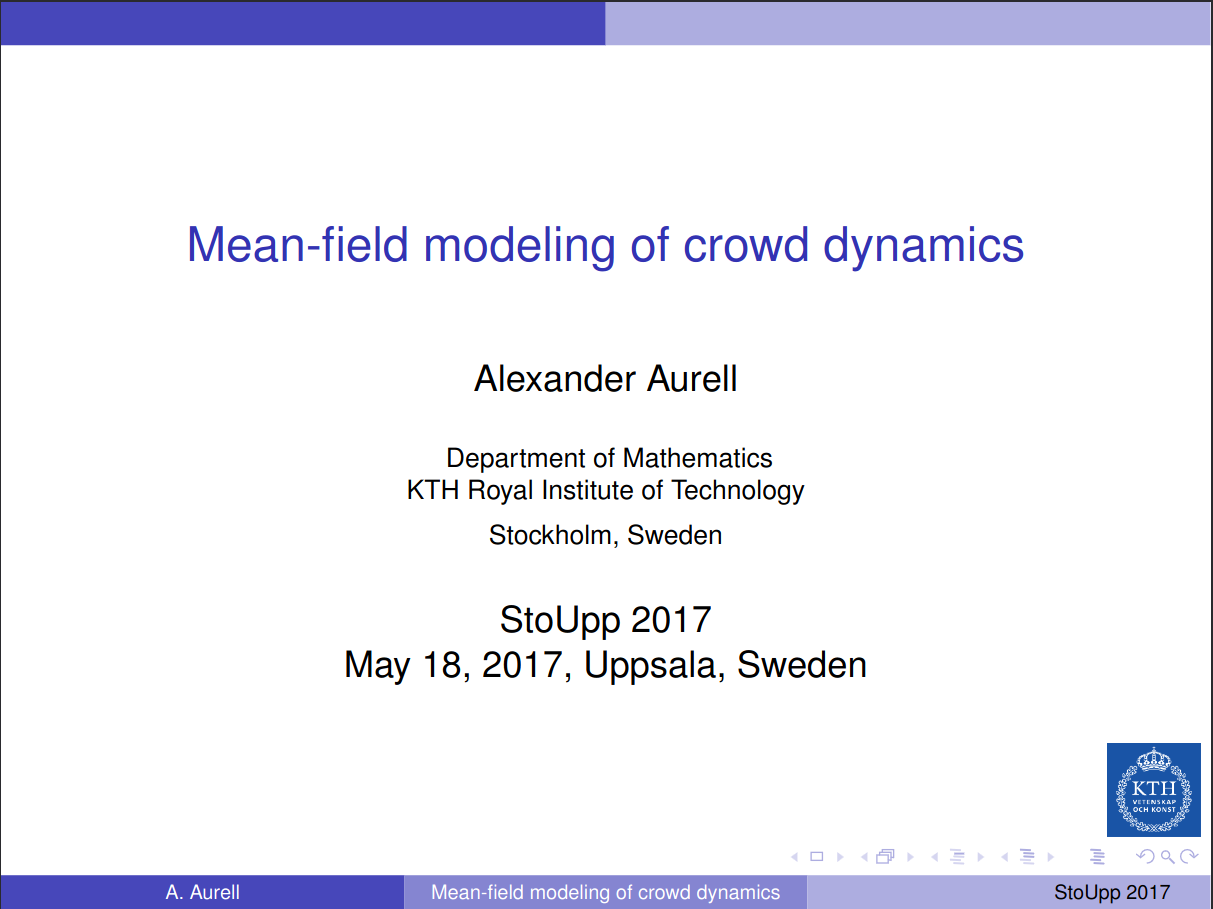 Mean-field modeling of crowd dynamics
Alexander Aurell
Department of Mathematics
KTH Royal Institute of Technology
Stockholm, Sweden
StoUpp 2017
May 18, 2017, Uppsala, Sweden
KTH
VETENSKAP
OCH KONST
A. Aurell
Mean-field modeling of crowd dynamics
StoUpp 2017